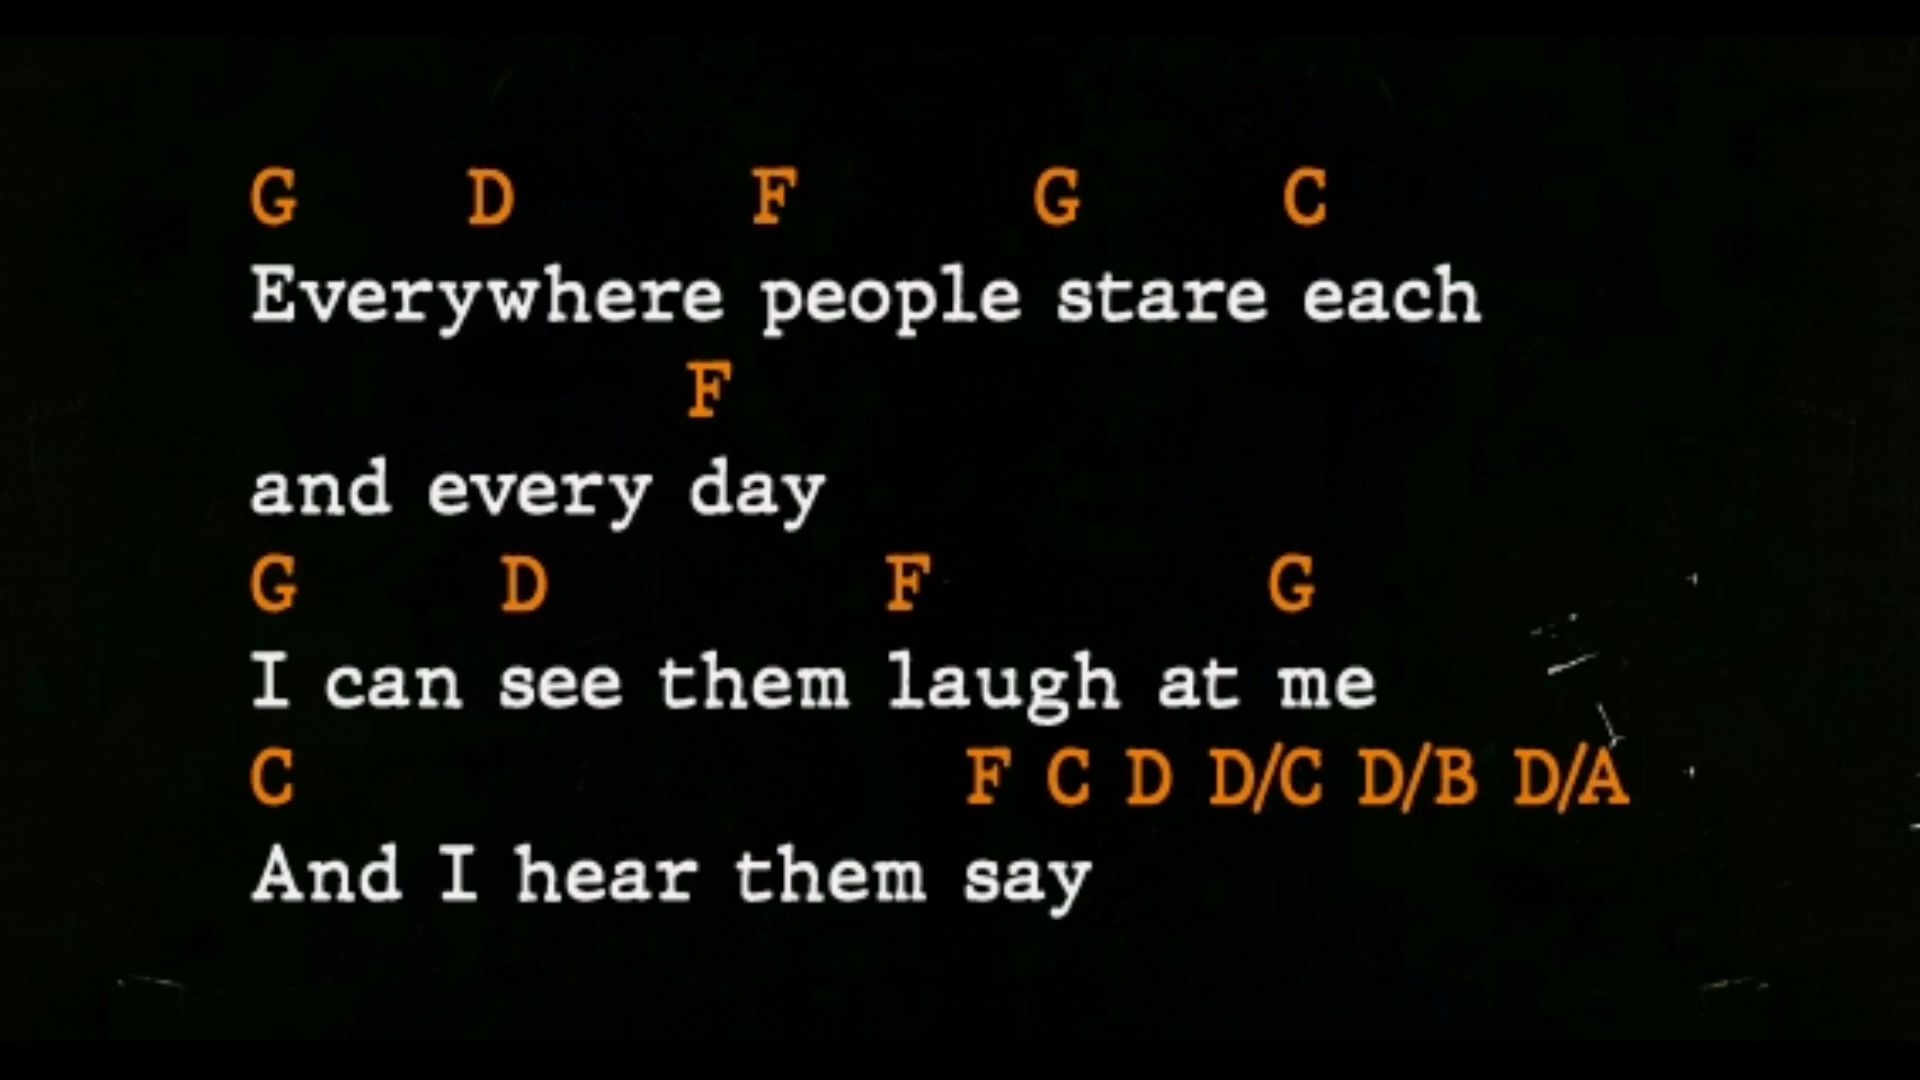 G D F G C
Everywhere people stare each
F
and every day
G D F G
I can see them laugh at me
C F C D D/C D/B D/A
And I hear them say